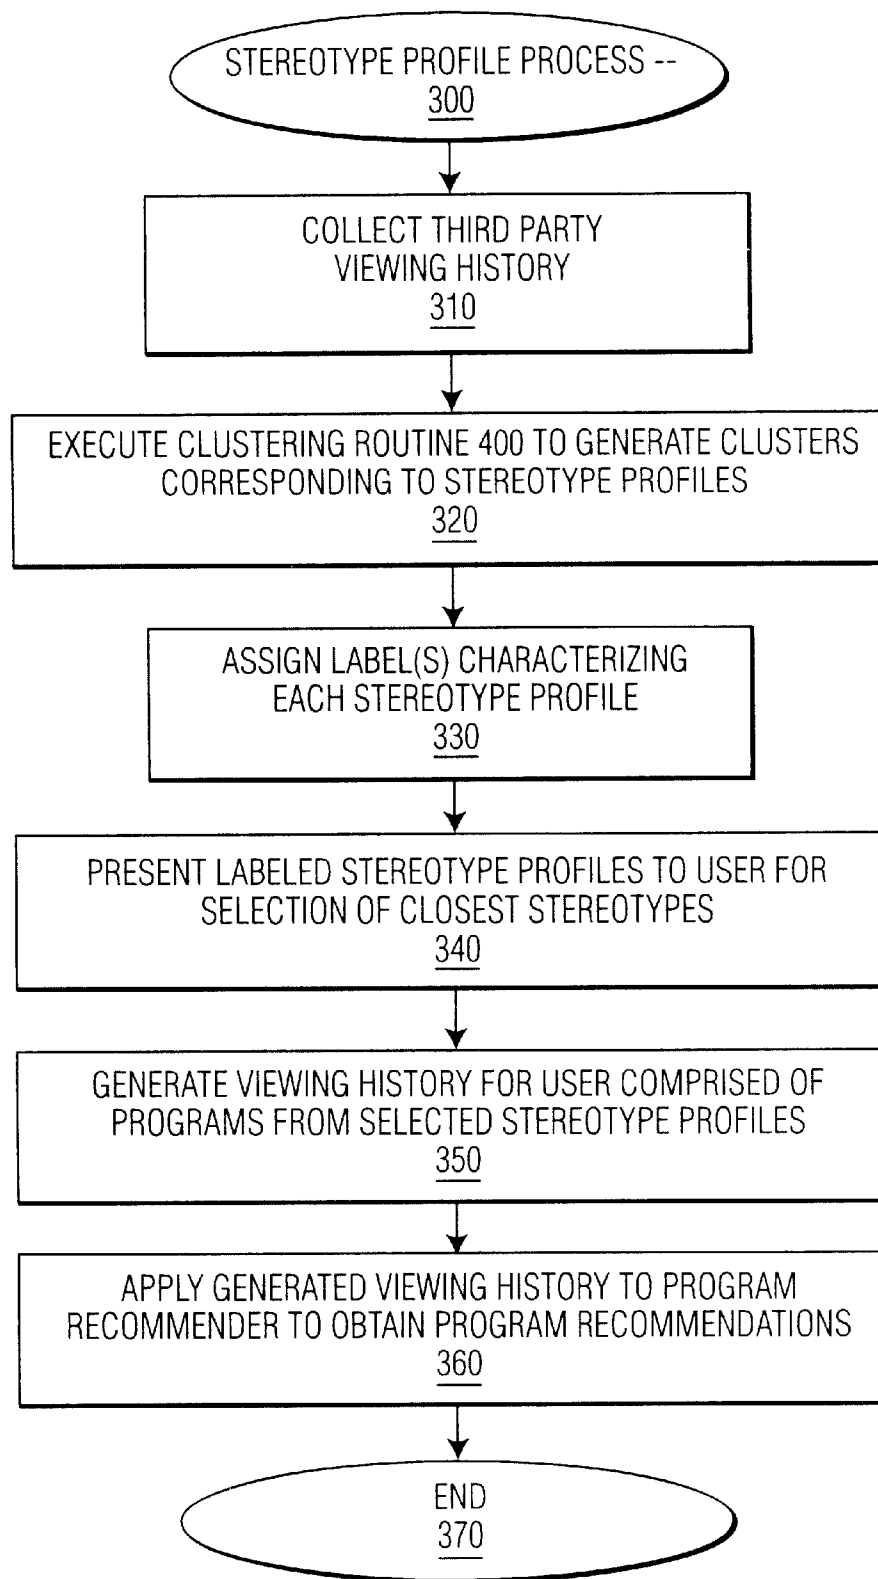 STEREOTYPE PROFILE PROCESS --
300
COLLECT THIRD PARTY
VIEWING HISTORY
310
EXECUTE CLUSTERING ROUTINE 400 TO GENERATE CLUSTERS
CORRESPONDING TO STEREOTYPE PROFILES
320
ASSIGN LABEL(S) CHARACTERIZING
EACH STEREOTYPE PROFILE
330
PRESENT LABELED STEREOTYPE PROFILES TO USER FOR
SELECTION OF CLOSEST STEREOTYPES
340
GENERATE VIEWING HISTORY FOR USER COMPRISED OF
PROGRAMS FROM SELECTED STEREOTYPE PROFILES
350
APPLY GENERATED VIEWING HISTORY TO PROGRAM
RECOMMENDER TO OBTAIN PROGRAM RECOMMENDATIONS
360
END
370